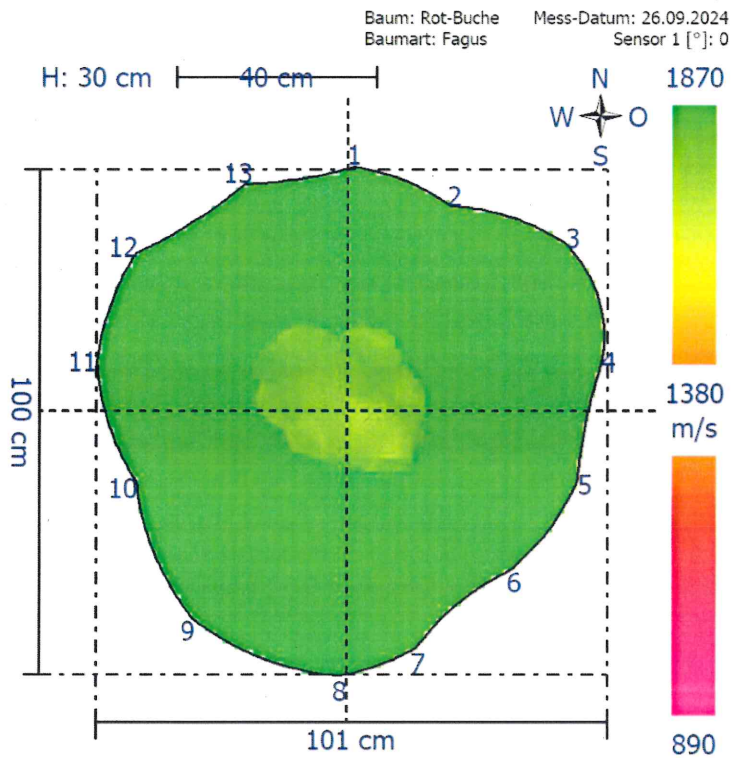 Baum: Rot-Buche Mess-Datum: 26.09.2024
Baumart: Fagus Sensor 1 [°]: 0
H: 30 cm 40 cm N 1870
W O
S
1
13
2
3
12
11 4
1380
m/s
100 cm
10 5
6
9
7
8
101 cm 890